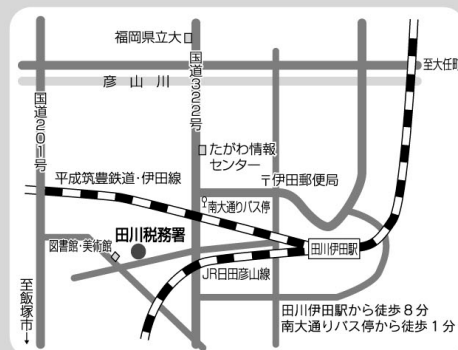 福岡県立大
国道322号
至大任町
彦山川
国道201号
たがわ情報
センター
平成筑豊鉄道・伊田線
〒伊田郵便局
南大通りバス停
田川税務署
図書館・美術館
田川伊田駅
JR日田彦山線
至飯塚市→
田川伊田駅から徒歩8分
南大通りバス停から徒歩1分